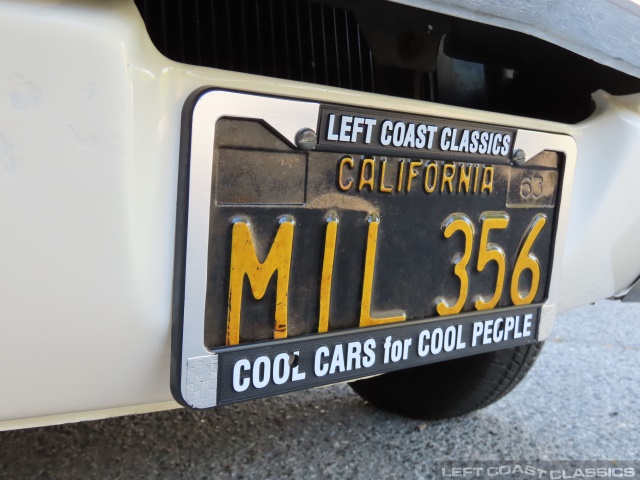 LEFT COAST CLASSICS
CALIFORNIA 63
MIL 356
COOL CARS for COOL PEOPLE
LEFT COAST CLASSICS